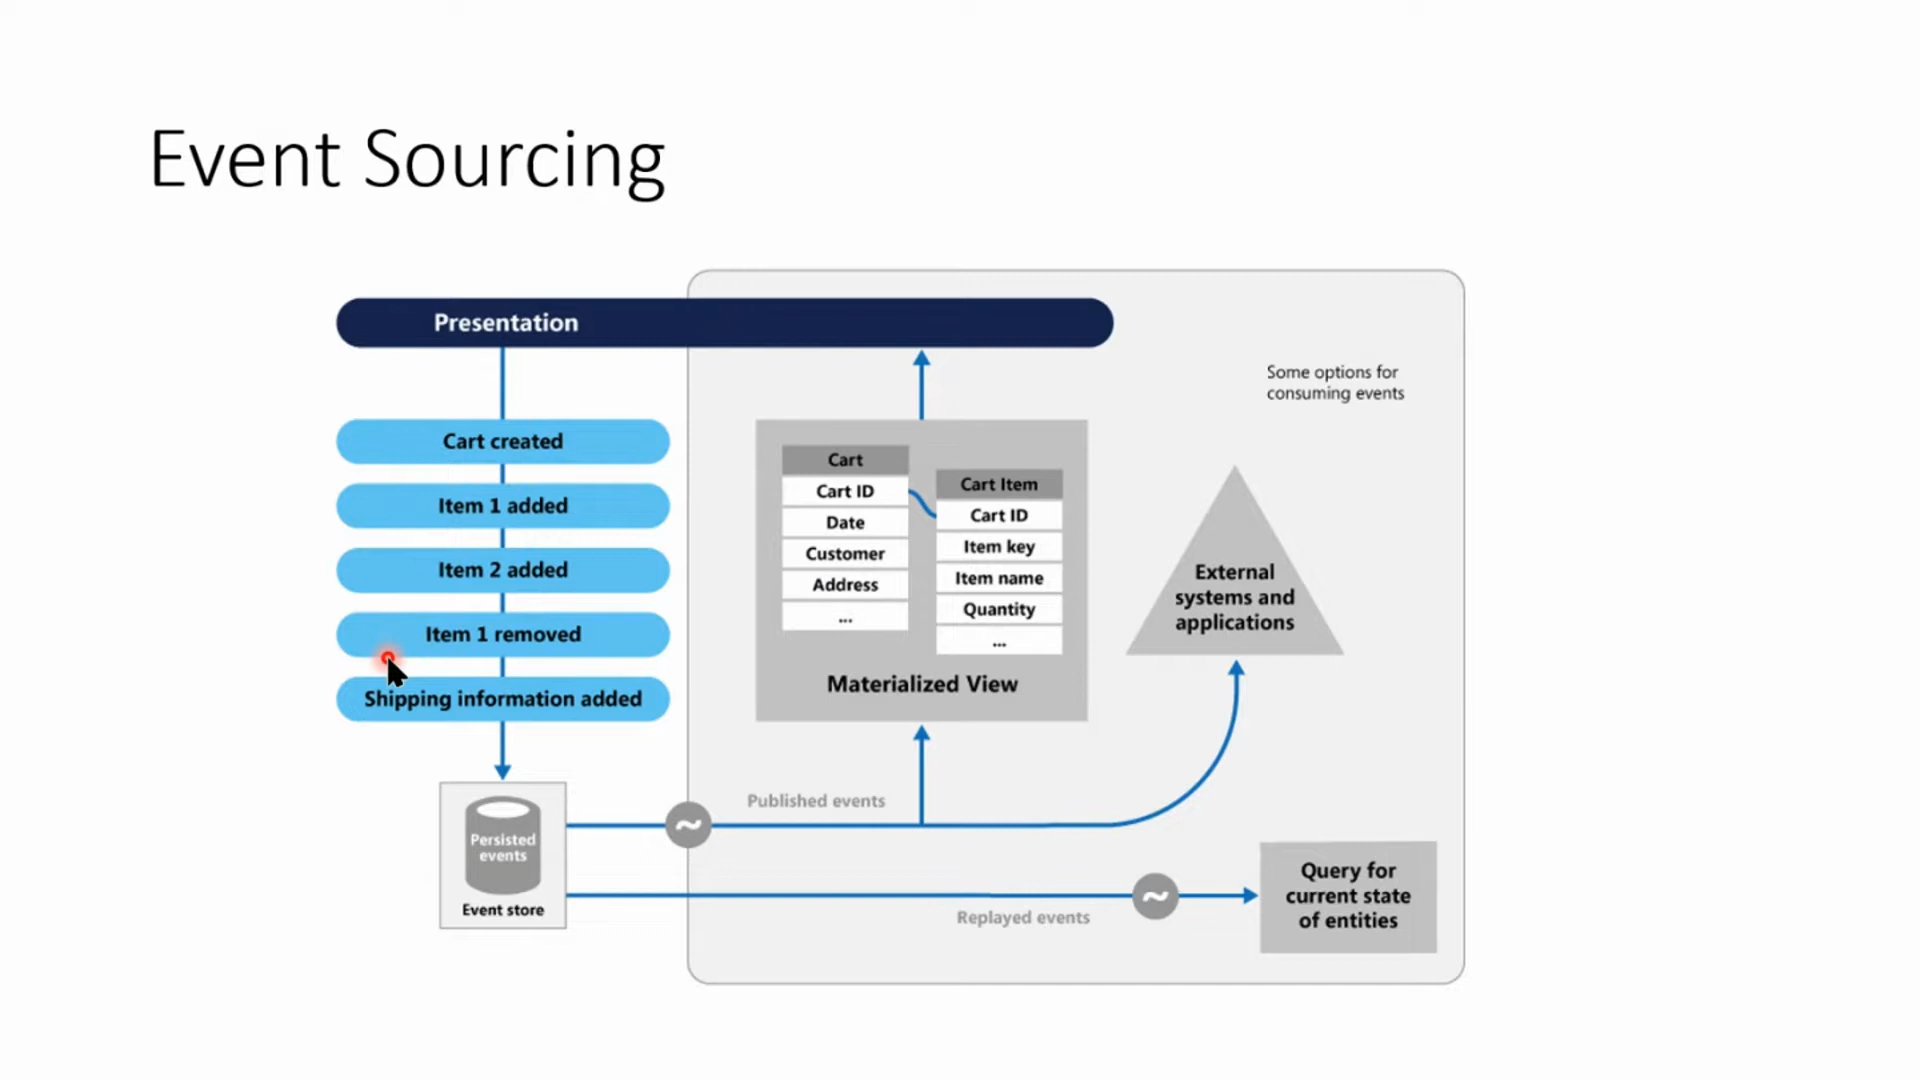 Event Sourcing
Presentation
Some options for
consuming events
Cart created
Item 1 added
Item 2 added
Item 1 removed
Shipping information added
Cart
Cart ID
Date
Customer
Address
...
Cart Item
Cart ID
Item key
Item name
Quantity
...
Materialized View
External
systems and
applications
Published events
Persisted
events
Event store
Replayed events
Query for
current state
of entities